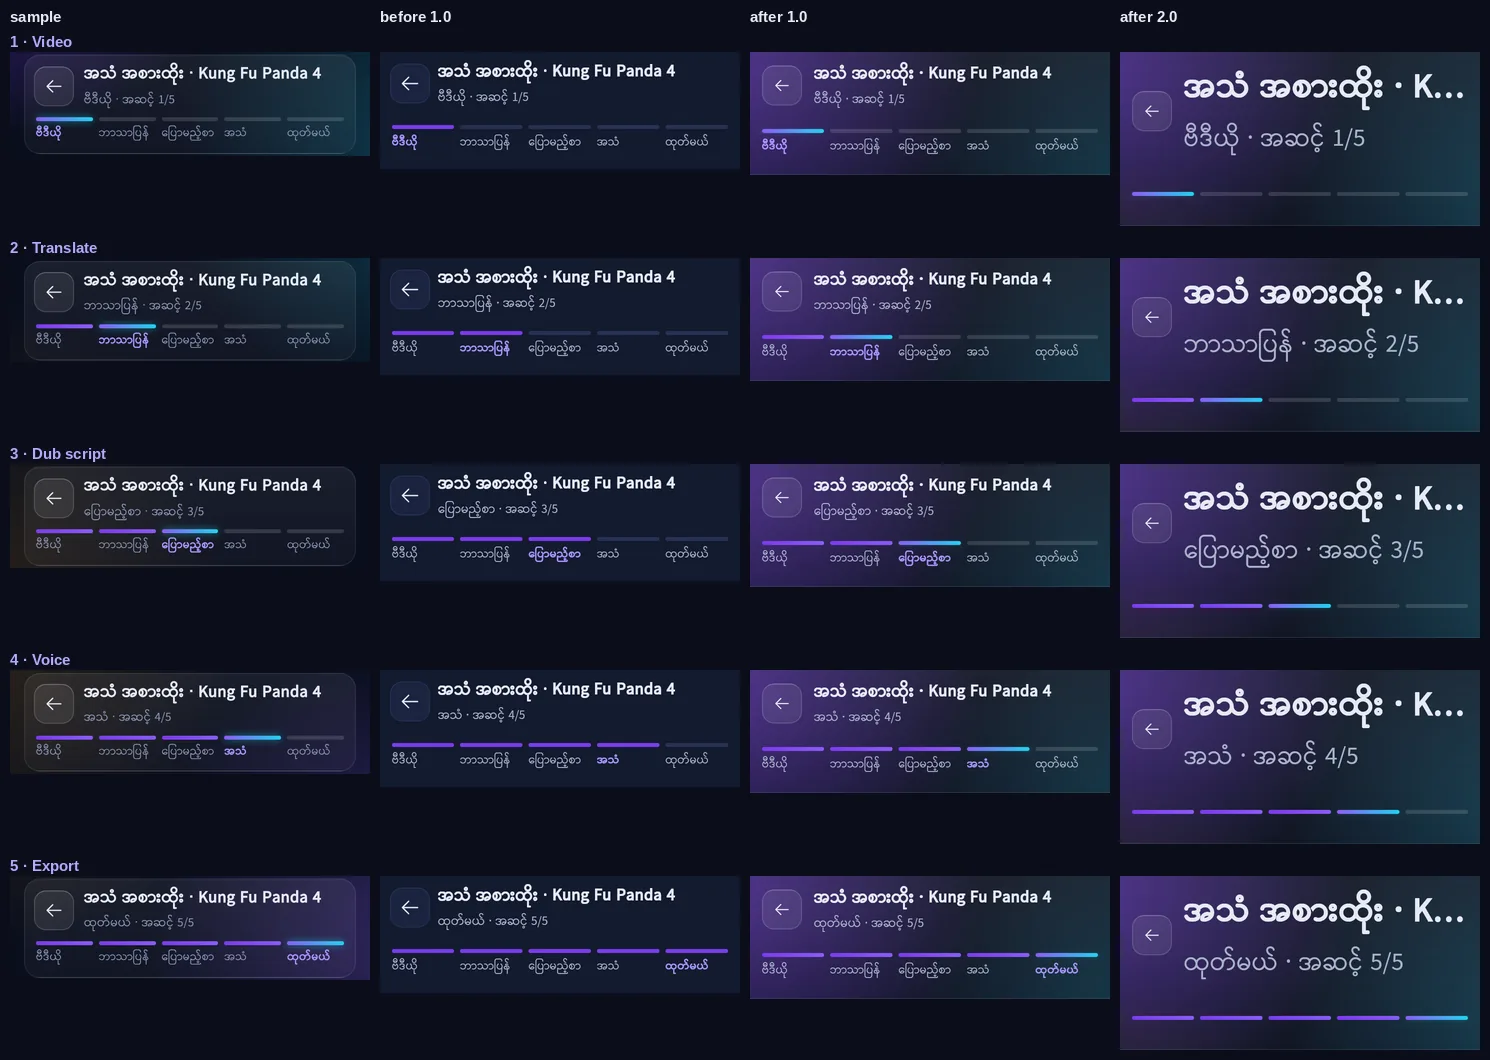 sample before 1.0 after 1.0 after 2.0
1 · Video
အသံ အစားထိုး · Kung Fu Panda 4 အသံ အစားထိုး · Kung Fu Panda 4 အသံ အစားထိုး · Kung Fu Panda 4 အသံ အစားထိုး · K...
ဗီဒီယို · အဆင့် 1/5 ဗီဒီယို · အဆင့် 1/5 ဗီဒီယို · အဆင့် 1/5 ဗီဒီယို · အဆင့် 1/5
ဗီဒီယို ဘာသာပြန် ပြောမည့်စာ အသံ ထုတ်မယ် ဗီဒီယို ဘာသာပြန် ပြောမည့်စာ အသံ ထုတ်မယ် ဗီဒီယို ဘာသာပြန် ပြောမည့်စာ အသံ ထုတ်မယ်
2 · Translate
အသံ အစားထိုး · Kung Fu Panda 4 အသံ အစားထိုး · Kung Fu Panda 4 အသံ အစားထိုး · Kung Fu Panda 4 အသံ အစားထိုး · K...
ဘာသာပြန် · အဆင့် 2/5 ဘာသာပြန် · အဆင့် 2/5 ဘာသာပြန် · အဆင့် 2/5 ဘာသာပြန် · အဆင့် 2/5
ဗီဒီယို ဘာသာပြန် ပြောမည့်စာ အသံ ထုတ်မယ် ဗီဒီယို ဘာသာပြန် ပြောမည့်စာ အသံ ထုတ်မယ် ဗီဒီယို ဘာသာပြန် ပြောမည့်စာ အသံ ထုတ်မယ်
3 · Dub script
အသံ အစားထိုး · Kung Fu Panda 4 အသံ အစားထိုး · Kung Fu Panda 4 အသံ အစားထိုး · Kung Fu Panda 4 အသံ အစားထိုး · K...
ပြောမည့်စာ · အဆင့် 3/5 ပြောမည့်စာ · အဆင့် 3/5 ပြောမည့်စာ · အဆင့် 3/5 ပြောမည့်စာ · အဆင့် 3/5
ဗီဒီယို ဘာသာပြန် ပြောမည့်စာ အသံ ထုတ်မယ် ဗီဒီယို ဘာသာပြန် ပြောမည့်စာ အသံ ထုတ်မယ် ဗီဒီယို ဘာသာပြန် ပြောမည့်စာ အသံ ထုတ်မယ်
4 · Voice
အသံ အစားထိုး · Kung Fu Panda 4 အသံ အစားထိုး · Kung Fu Panda 4 အသံ အစားထိုး · Kung Fu Panda 4 အသံ အစားထိုး · K...
အသံ · အဆင့် 4/5 အသံ · အဆင့် 4/5 အသံ · အဆင့် 4/5 အသံ · အဆင့် 4/5
ဗီဒီယို ဘာသာပြန် ပြောမည့်စာ အသံ ထုတ်မယ် ဗီဒီယို ဘာသာပြန် ပြောမည့်စာ အသံ ထုတ်မယ် ဗီဒီယို ဘာသာပြန် ပြောမည့်စာ အသံ ထုတ်မယ်
5 · Export
အသံ အစားထိုး · Kung Fu Panda 4 အသံ အစားထိုး · Kung Fu Panda 4 အသံ အစားထိုး · Kung Fu Panda 4 အသံ အစားထိုး · K...
ထုတ်မယ် · အဆင့် 5/5 ထုတ်မယ် · အဆင့် 5/5 ထုတ်မယ် · အဆင့် 5/5 ထုတ်မယ် · အဆင့် 5/5
ဗီဒီယို ဘာသာပြန် ပြောမည့်စာ အသံ ထုတ်မယ် ဗီဒီယို ဘာသာပြန် ပြောမည့်စာ အသံ ထုတ်မယ် ဗီဒီယို ဘာသာပြန် ပြောမည့်စာ အသံ ထုတ်မယ်